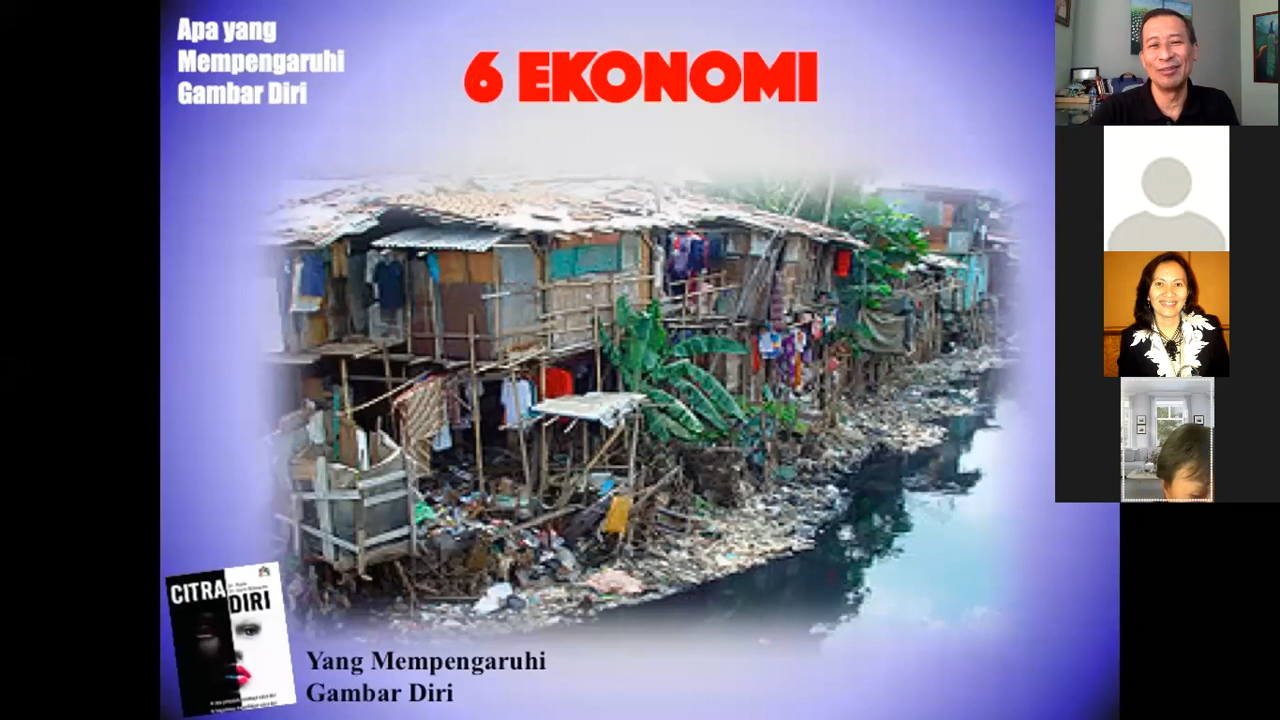 Apa yang
Mempengaruhi
Gambar Diri
6 EKONOMI
CITRA
DIRI
Yang Mempengaruhi
Gambar Diri